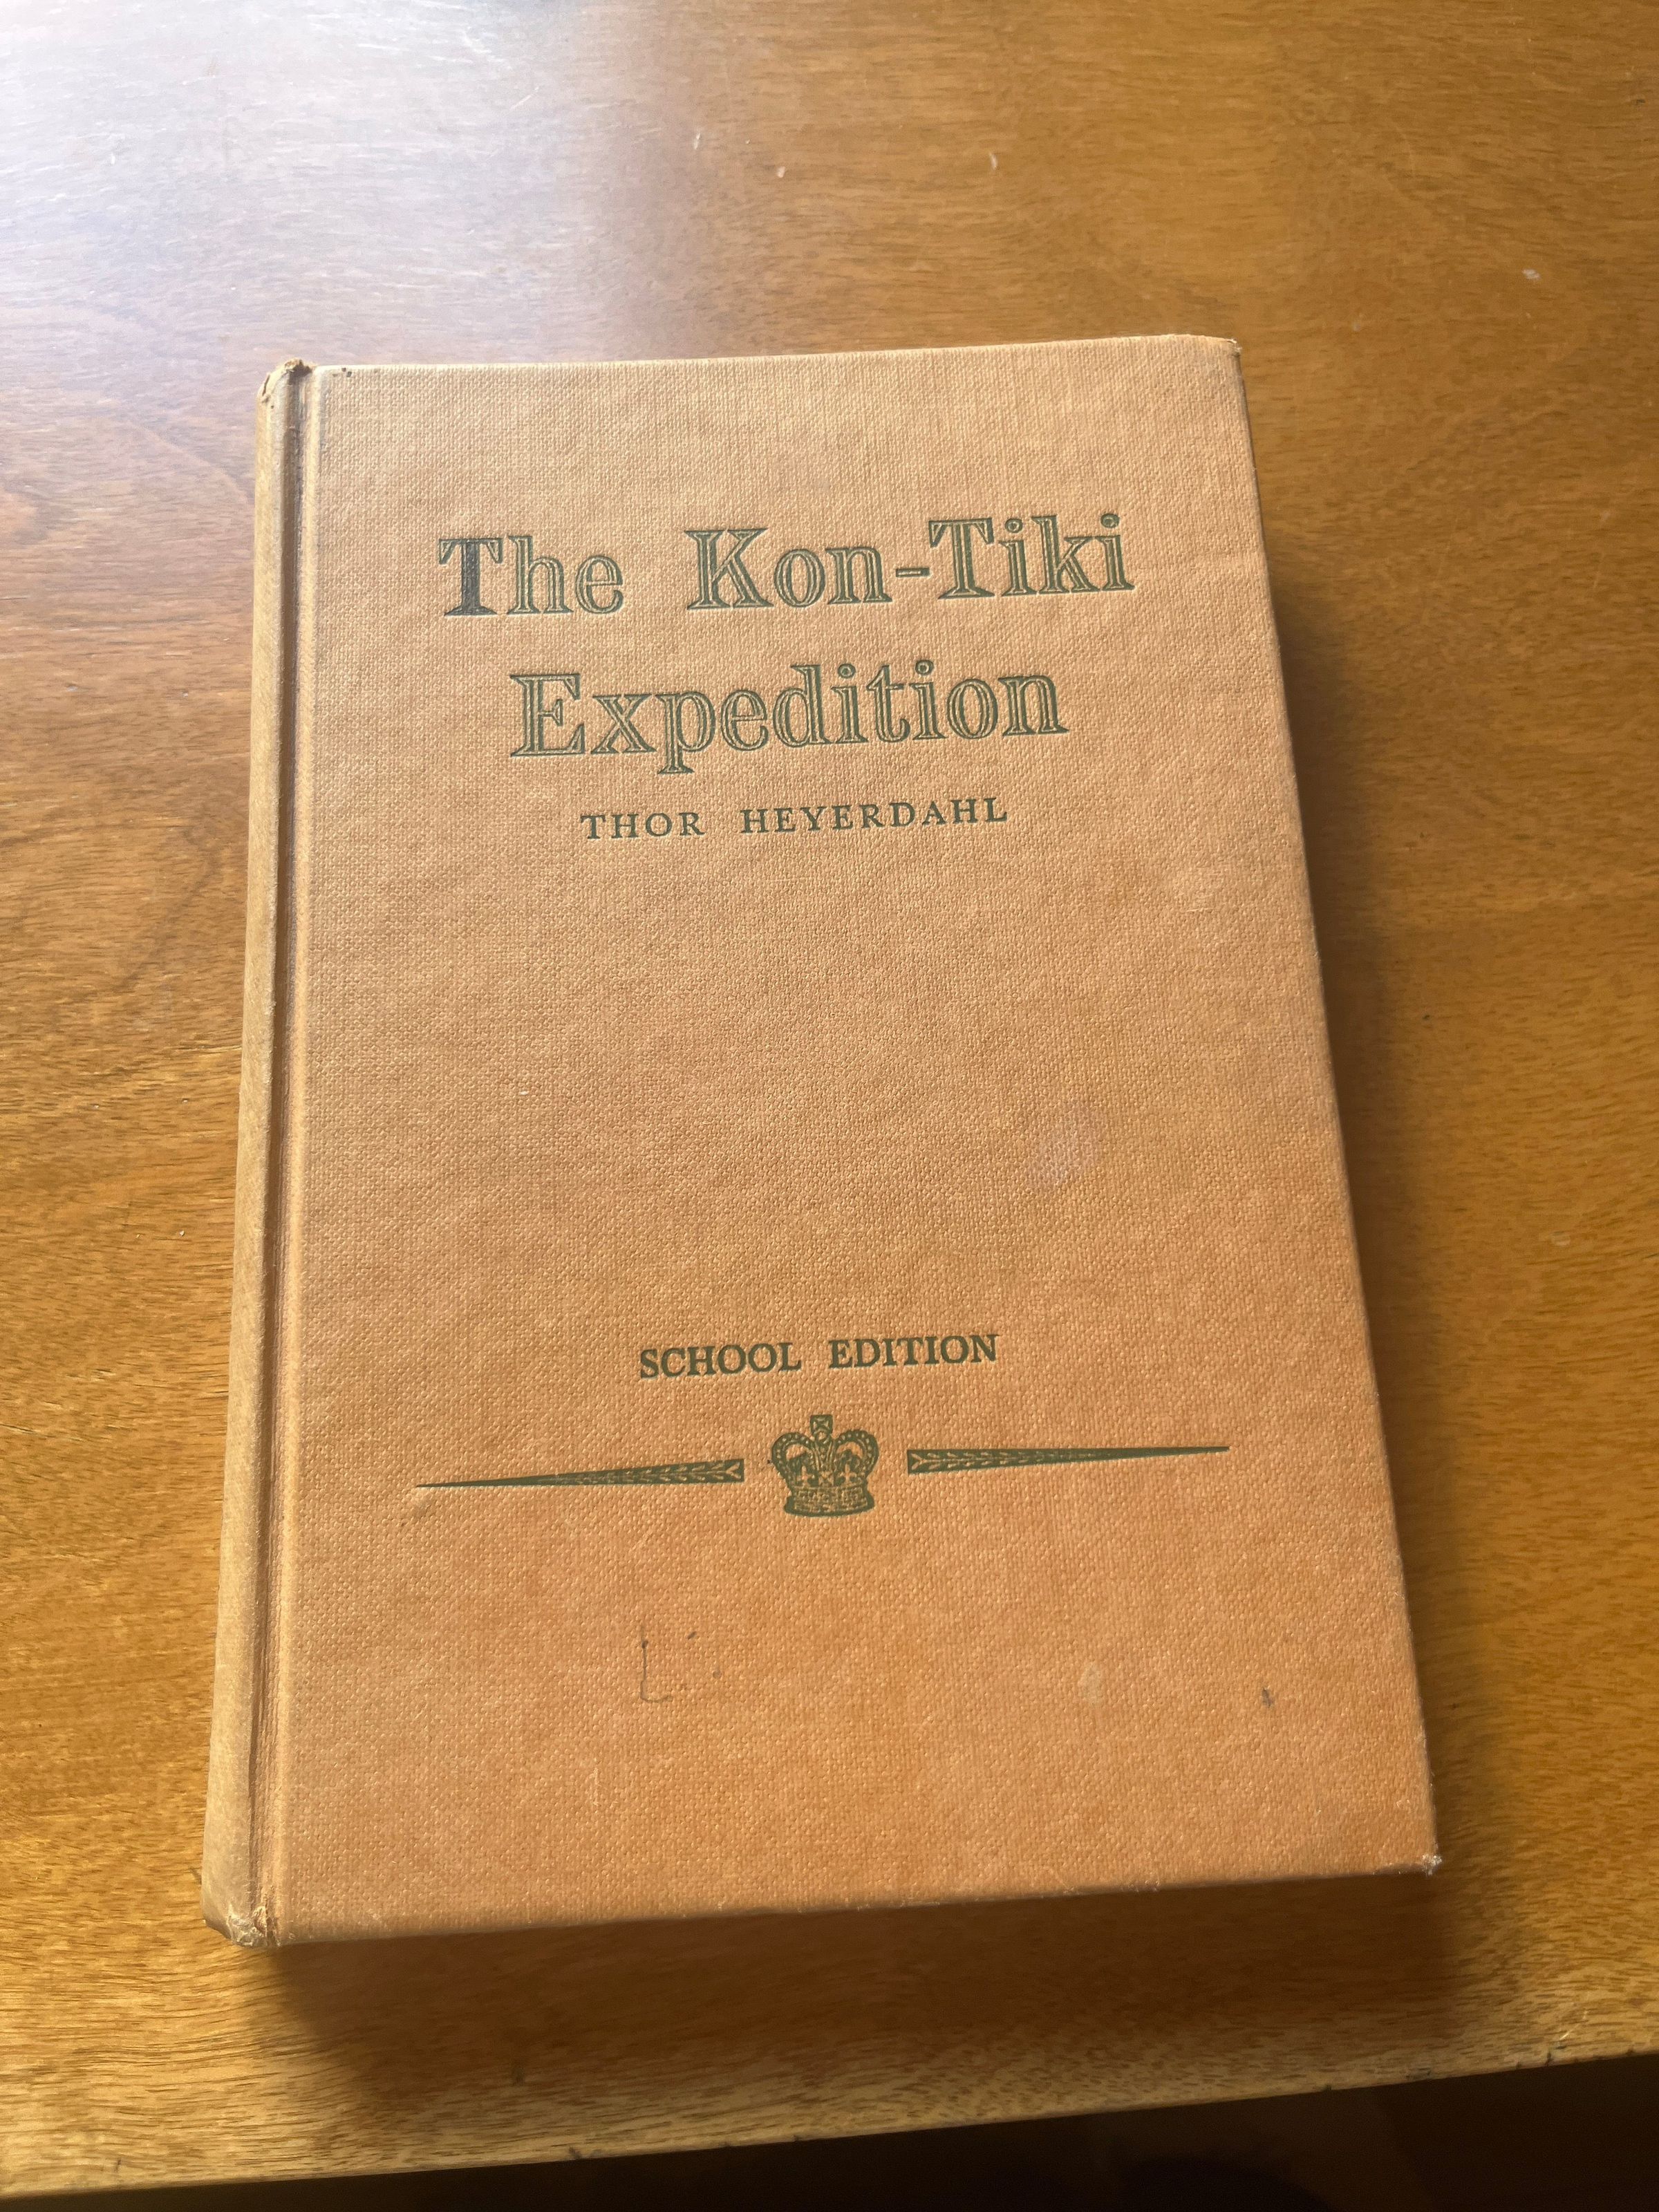 The Kon-Tiki
Expedition
THOR HEYERDAHL
SCHOOL EDITION